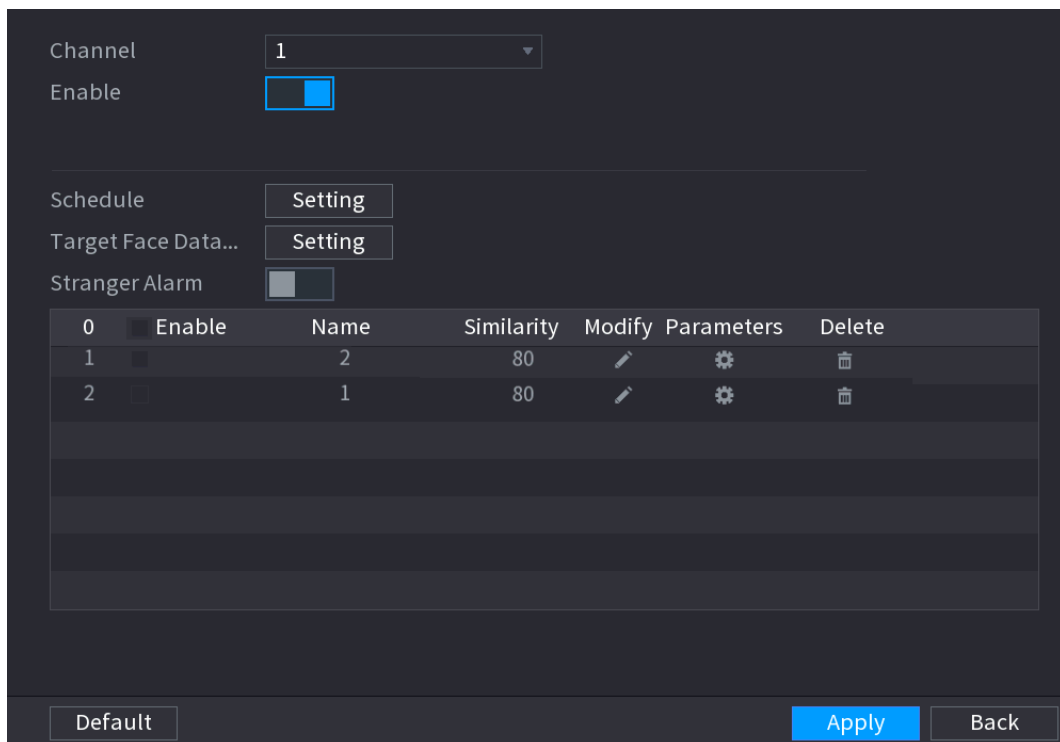 Channel 1
Enable
Schedule Setting
Target Face Data... Setting
Stranger Alarm
0 Enable Name Similarity Modify Parameters Delete
1 2 80
2 1 80
Default Apply Back